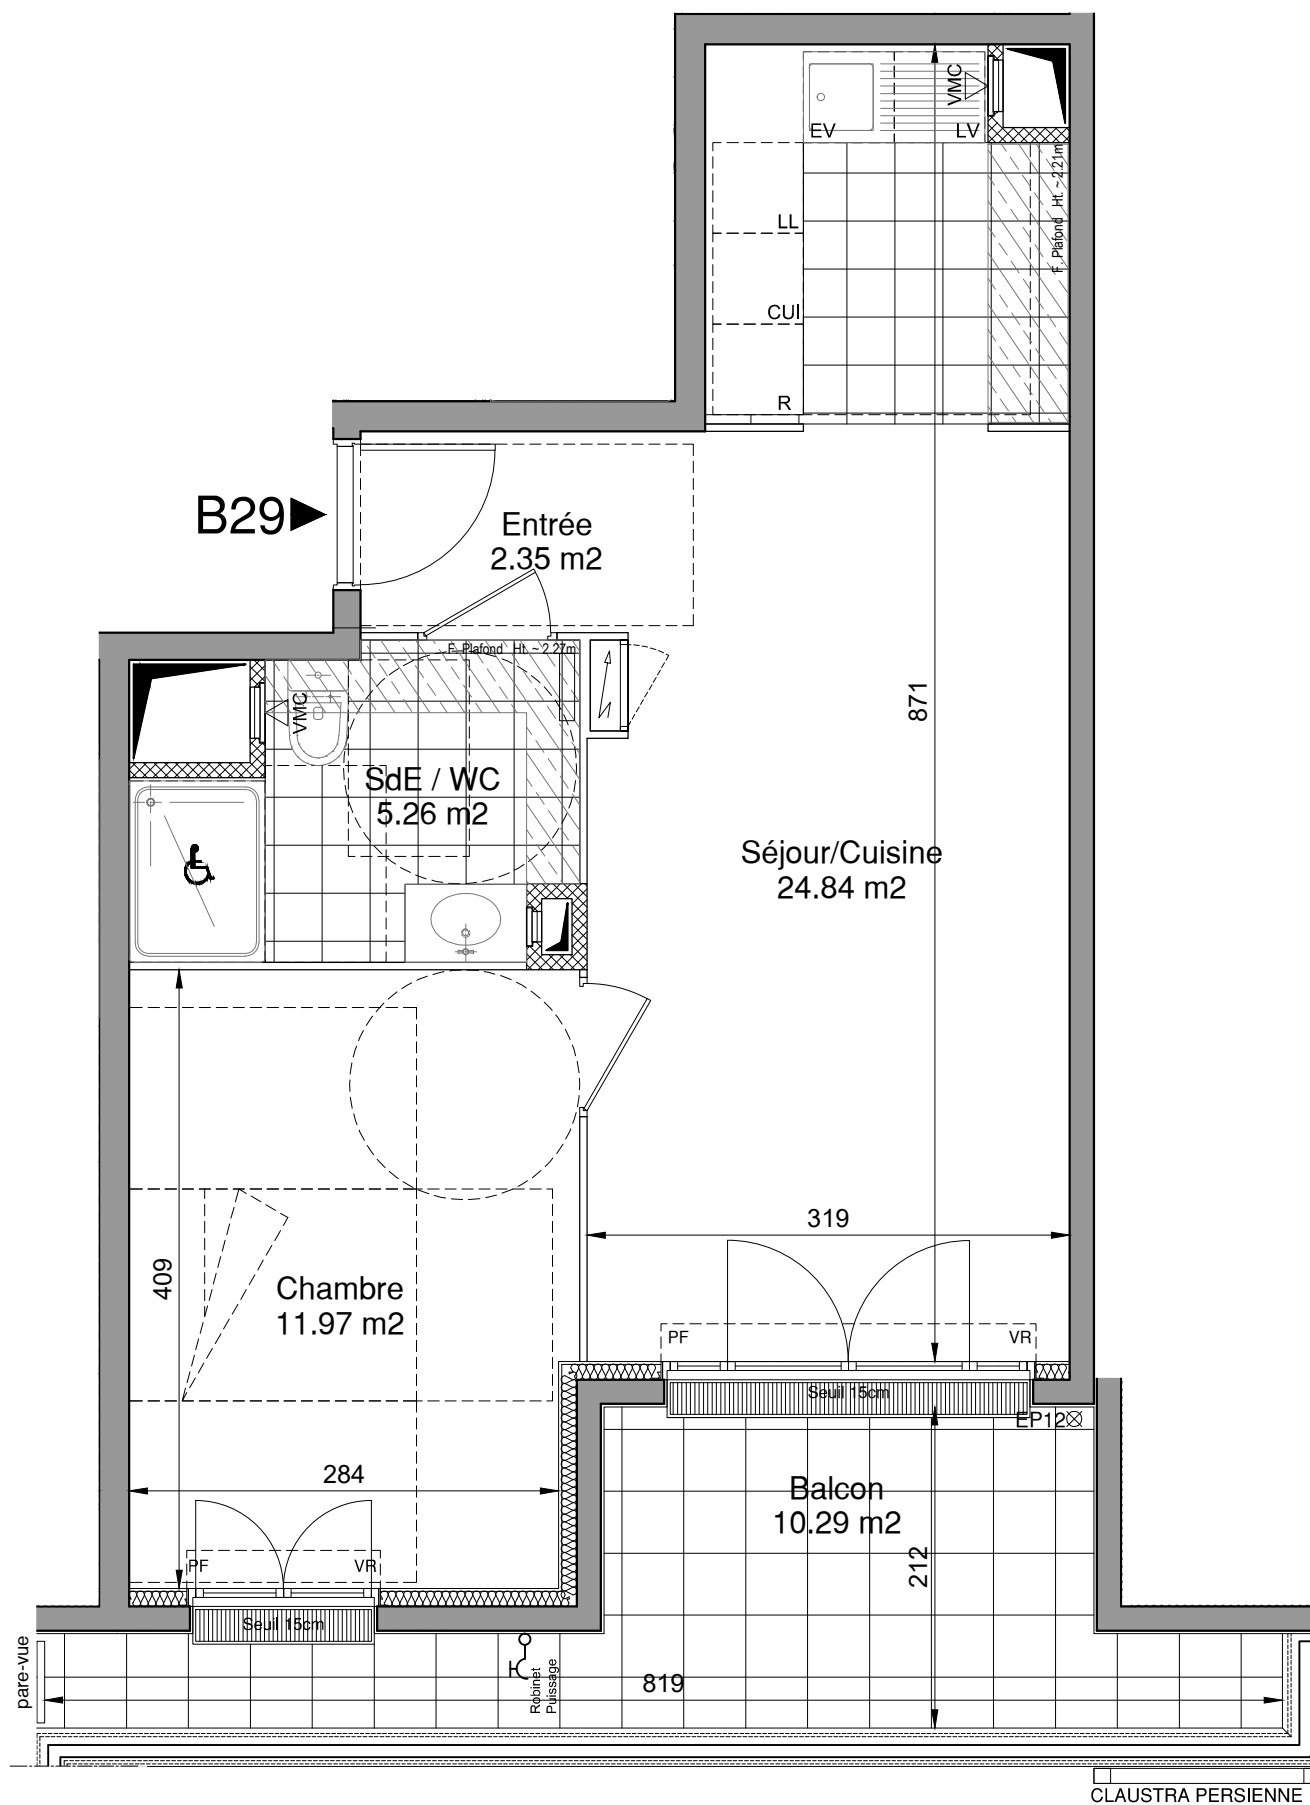 VMC
EV
LV
F. Plafond Ht. ~ 2.21m
LL
CUI
R
B29
Entrée
2.35 m2
F. Plafond Ht. ~ 2.27m
VMC
871
SdE / WC
5.26 m2
Séjour/Cuisine
24.84 m2
319
409
Chambre
11.97 m2
PF
VR
Seuil 15cm
EP12
284
Balcon
10.29 m2
212
PF
VR
Seuil 15cm
pare-vue
Robinet
Puissage
819
CLAUSTRA PERSIENNE